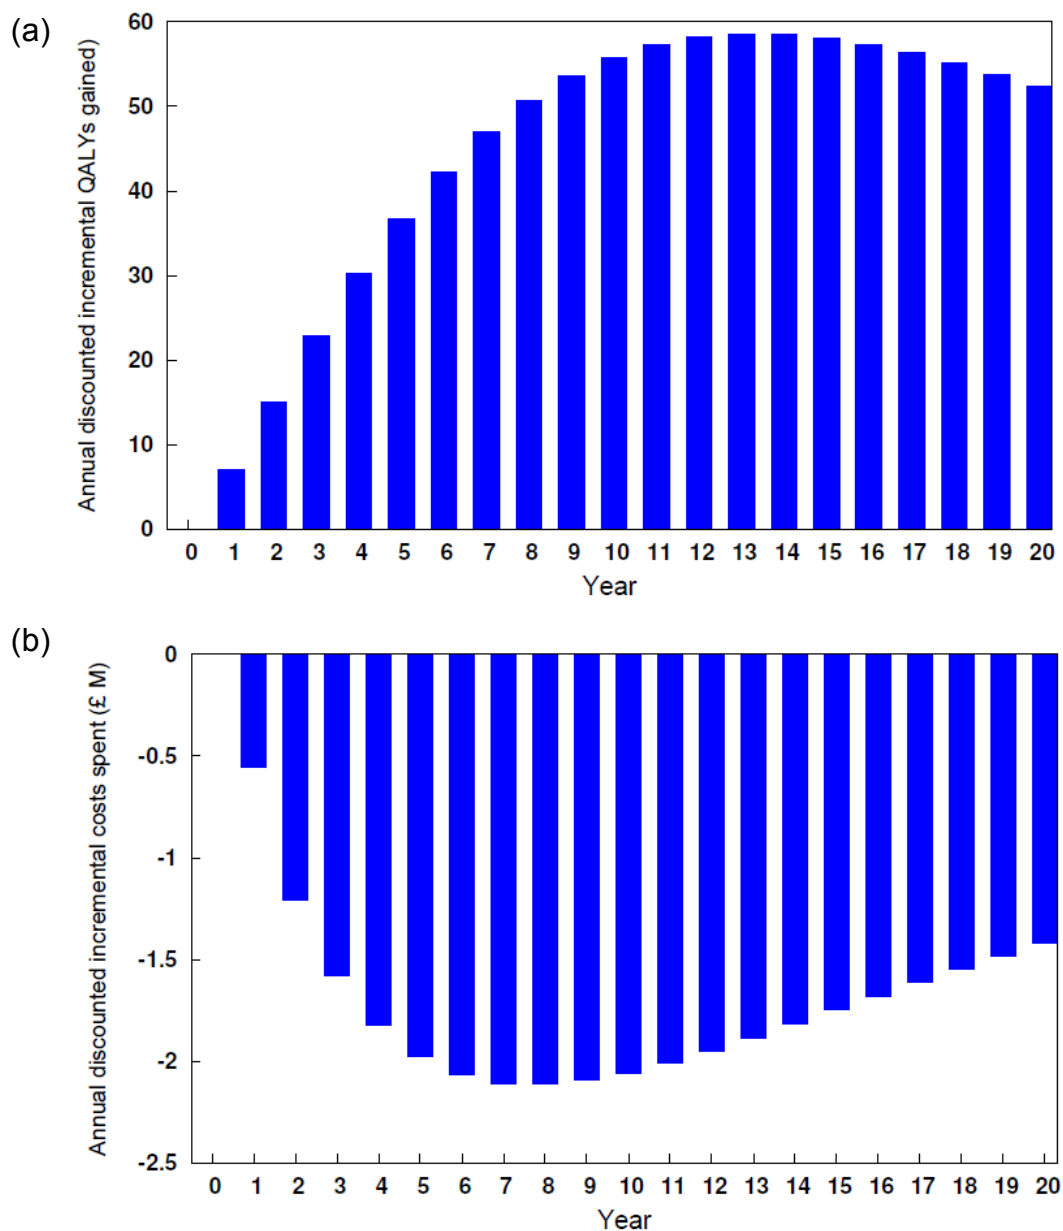 (a)
Annual discounted incremental QALYs gained)
60
50
40
30
20
10
0
0 1 2 3 4 5 6 7 8 9 10 11 12 13 14 15 16 17 18 19 20
Year
(b)
Annual discounted incremental costs spent (£ M)
0
-0.5
-1
-1.5
-2
-2.5
0 1 2 3 4 5 6 7 8 9 10 11 12 13 14 15 16 17 18 19 20
Year